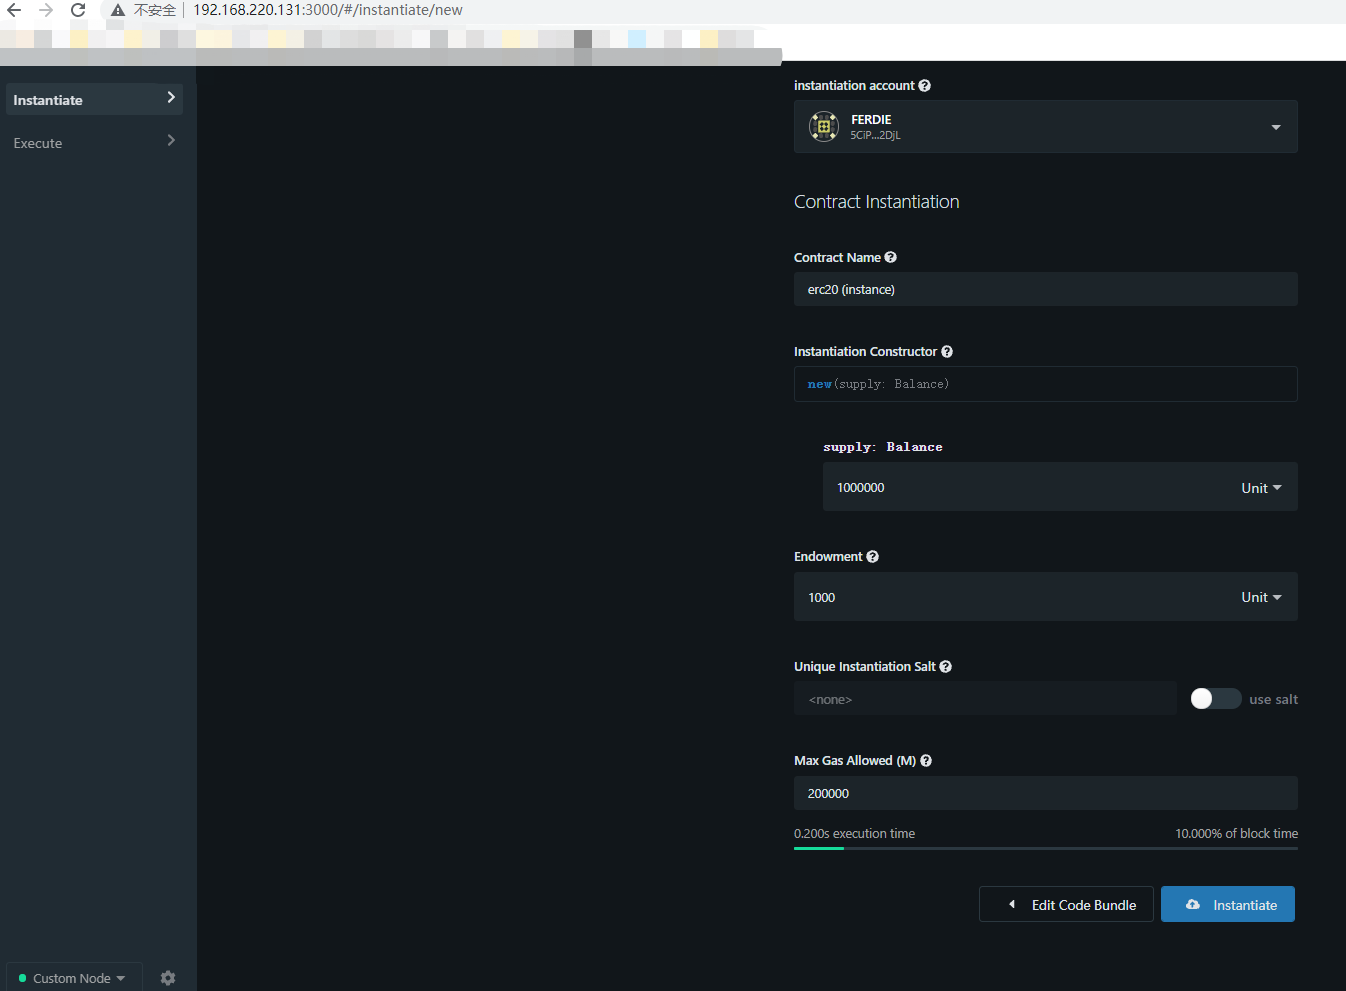 不安全 192.168.220.131:3000/#/instantiate/new
Instantiate
Execute
instantiation account
FERDIE
5CiP...2DjL
Contract Instantiation
Contract Name
erc20 (instance)
Instantiation Constructor
new(supply: Balance)
supply: Balance
1000000 Unit
Endowment
1000 Unit
Unique Instantiation Salt
<none> use salt
Max Gas Allowed (M)
200000
0.200s execution time 10.000% of block time
Edit Code Bundle Instantiate
Custom Node